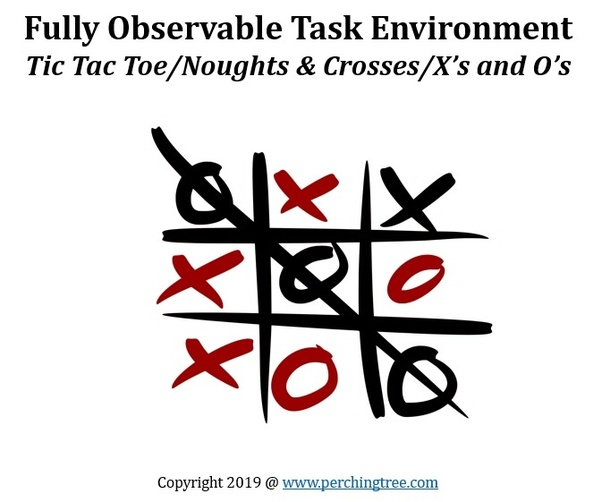 Fully Observable Task Environment
Tic Tac Toe/Noughts & Crosses/X’s and O’s
O X X
X O O
X O O
Copyright 2019 @ www.perchingtree.com